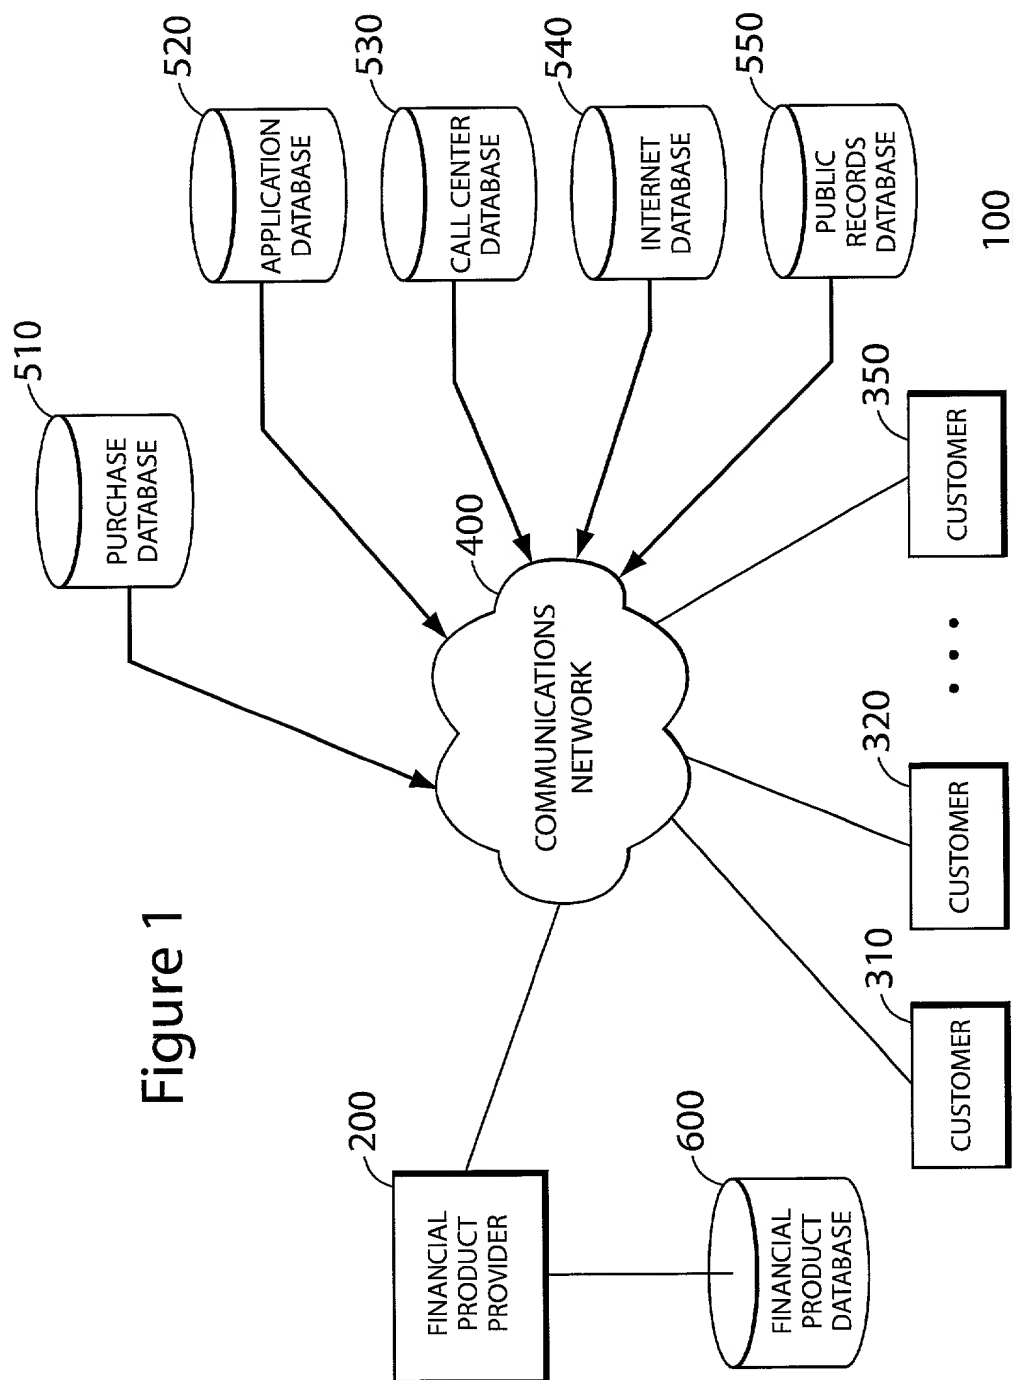 Figure 1
510
PURCHASE
DATABASE
520
APPLICATION
DATABASE
530
CALL CENTER
DATABASE
540
INTERNET
DATABASE
550
PUBLIC
RECORDS
DATABASE
400
COMMUNICATIONS
NETWORK
200
FINANCIAL
PRODUCT
PROVIDER
600
FINANCIAL
PRODUCT
DATABASE
310
CUSTOMER
320
CUSTOMER
• • •
350
CUSTOMER
100